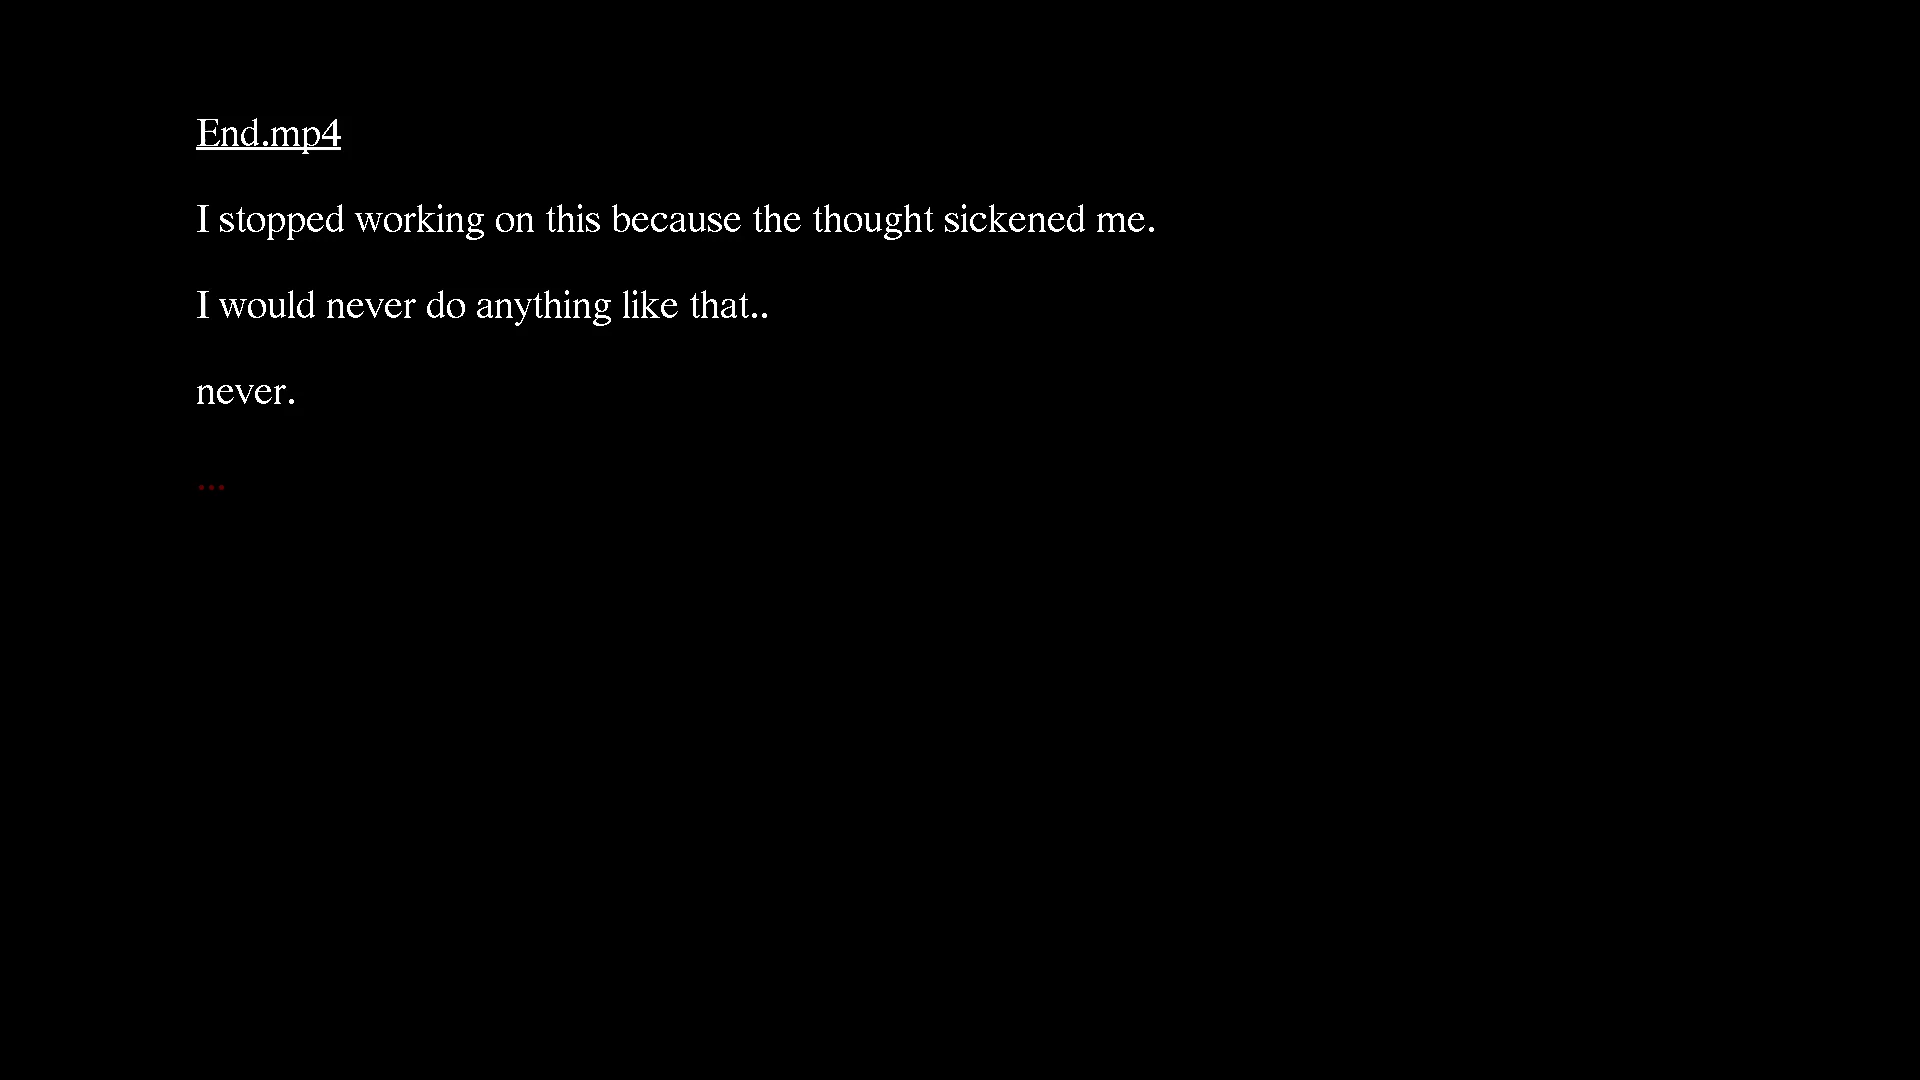 End.mp4
I stopped working on this because the thought sickened me.
I would never do anything like that..
never.
...